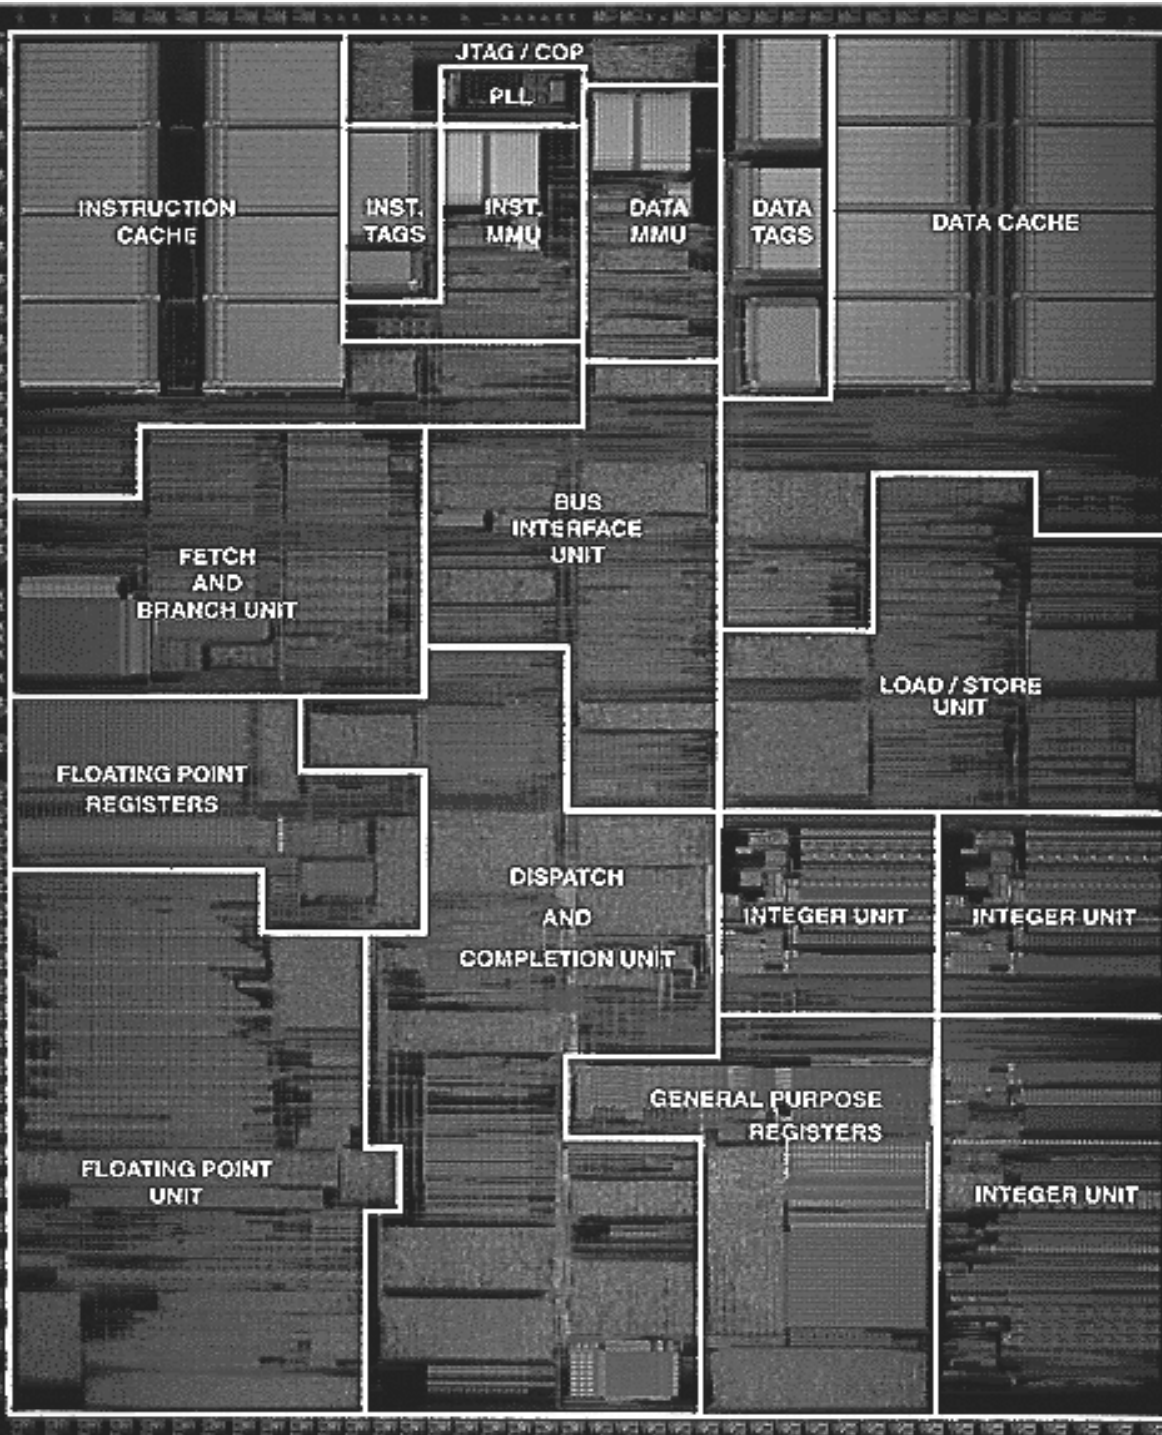 JTAG / COP
PLL
INSTRUCTION
CACHE
INST.
TAGS
INST.
MMU
DATA
MMU
DATA
TAGS
DATA CACHE
BUS
INTERFACE
UNIT
FETCH
AND
BRANCH UNIT
LOAD / STORE
UNIT
FLOATING POINT
REGISTERS
DISPATCH
AND
COMPLETION UNIT
INTEGER UNIT
INTEGER UNIT
GENERAL PURPOSE
REGISTERS
FLOATING POINT
UNIT
INTEGER UNIT